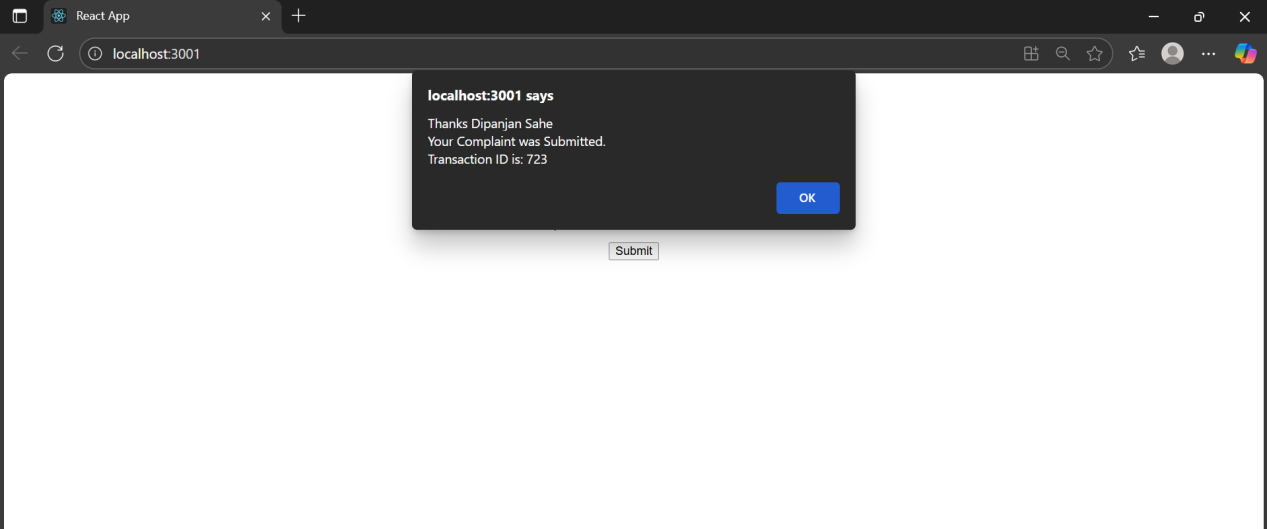 React App
localhost:3001
localhost:3001 says
Thanks Dipanjan Sahe
Your Complaint was Submitted.
Transaction ID is: 723
OK
Submit